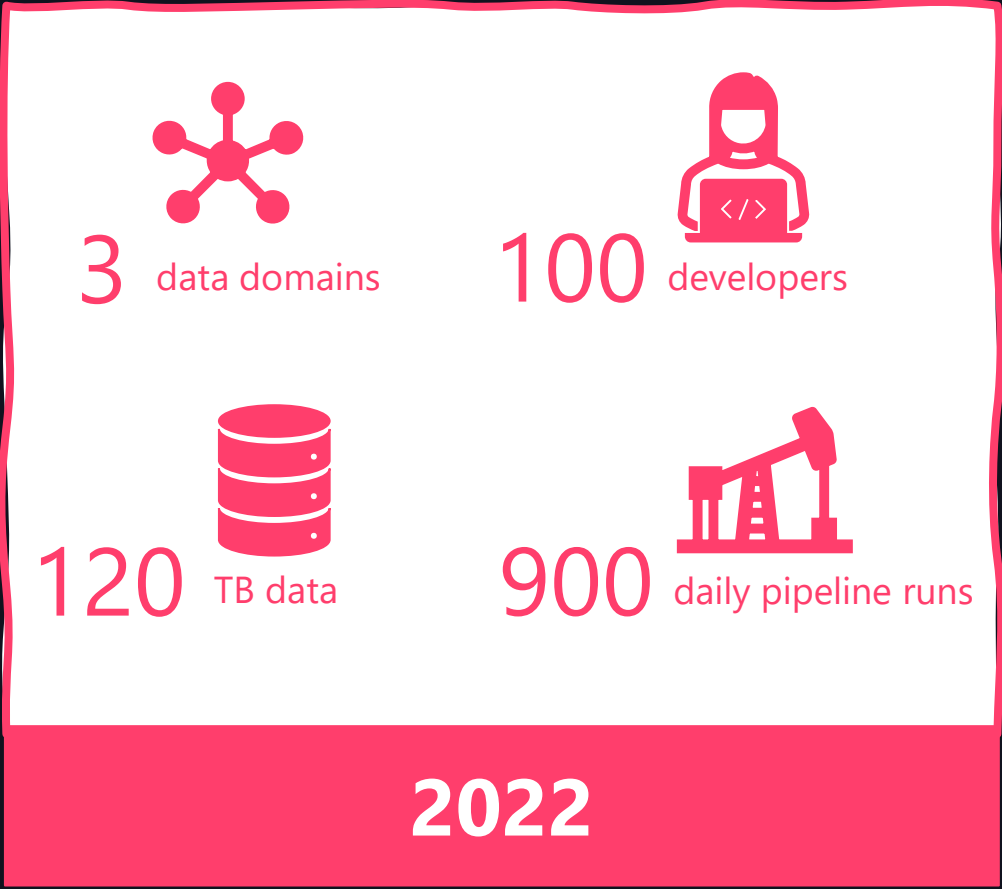 </>
3 data domains
100 developers
120 TB data
900 daily pipeline runs
2022